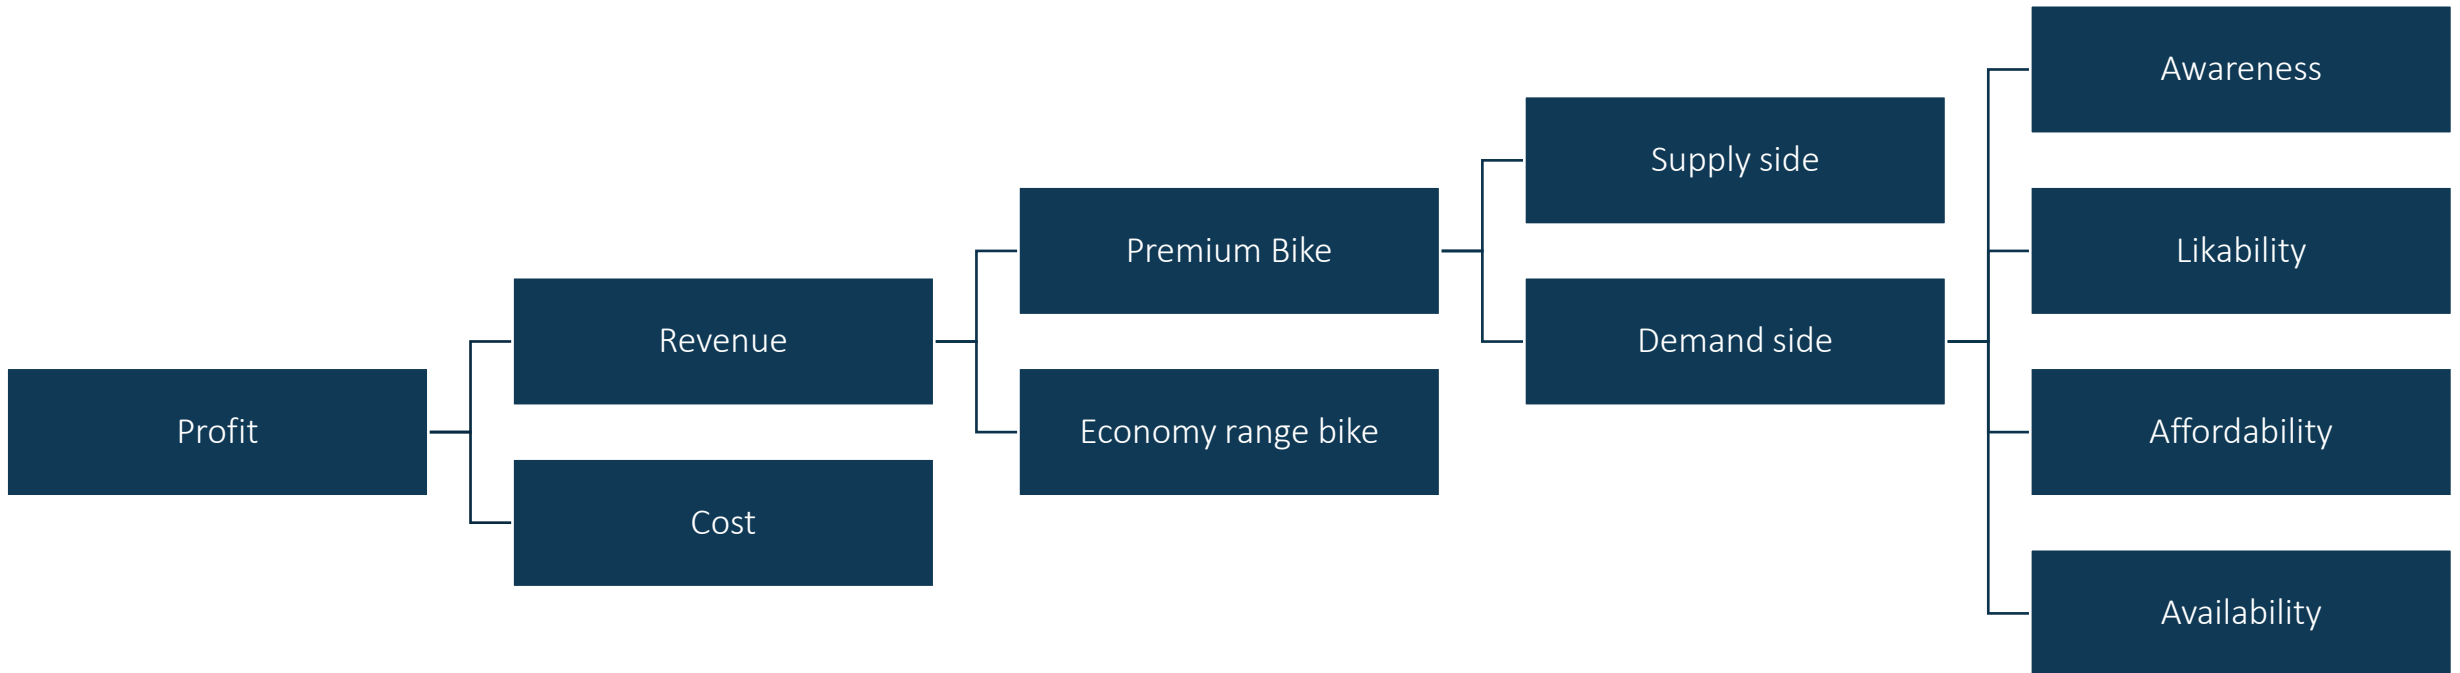 Profit
Revenue
Cost
Premium Bike
Economy range bike
Supply side
Demand side
Awareness
Likability
Affordability
Availability